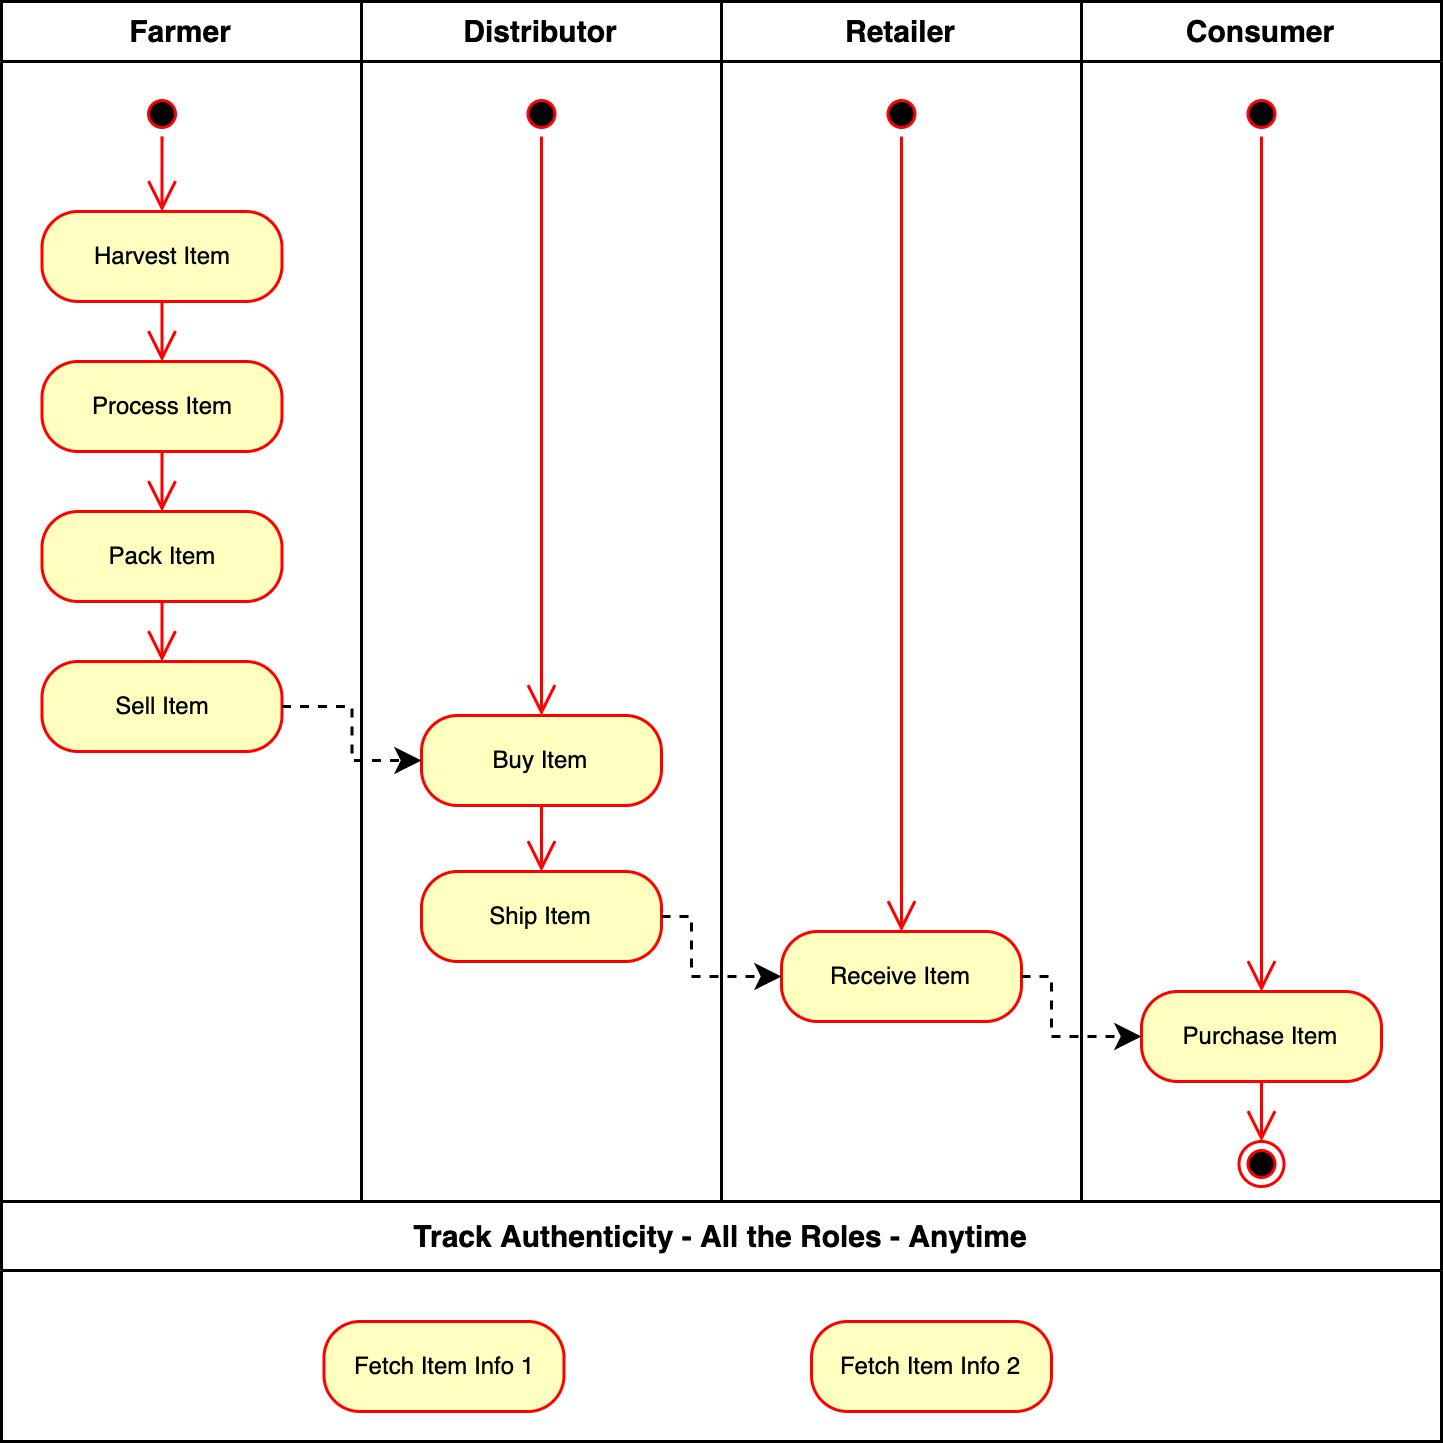 Farmer
Distributor
Retailer
Consumer
Harvest Item
Process Item
Pack Item
Sell Item
Buy Item
Ship Item
Receive Item
Purchase Item
Track Authenticity - All the Roles - Anytime
Fetch Item Info 1
Fetch Item Info 2